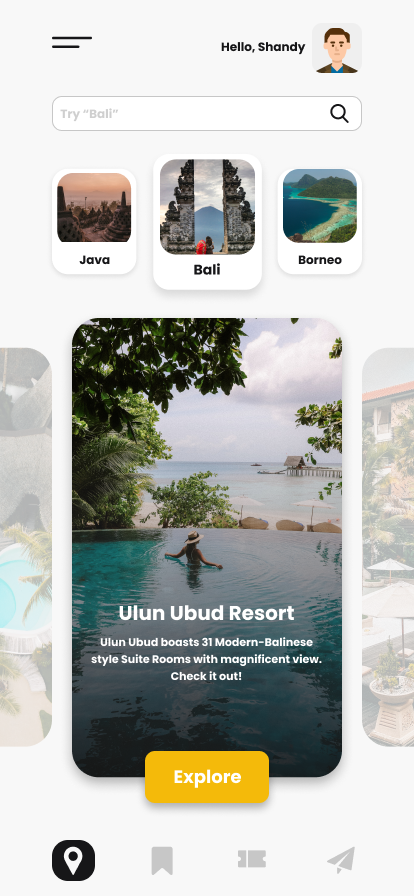 Hello, Shandy
Try “Bali”
Java
Bali
Borneo
Ulun Ubud Resort
Ulun Ubud boasts 31 Modern-Balinese
style Suite Rooms with magnificent view.
Check it out!
Explore